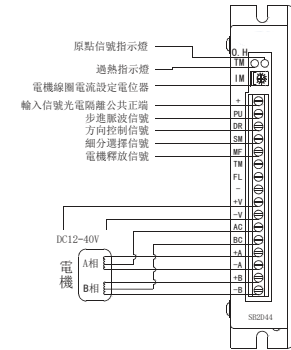 原點信號指示燈
O.H
TM
過熱指示燈
IM
電機線圈電流設定電位器
+
輸入信號光電隔離公共正端
PU
步進脈波信號
DR
方向控制信號
SM
細分選擇信號
MF
電機釋放信號
TM
FL
-
+V
-V
DC12-40V
AC
BC
+A
A相
-A
電機
+B
B相
-B
SB2D44